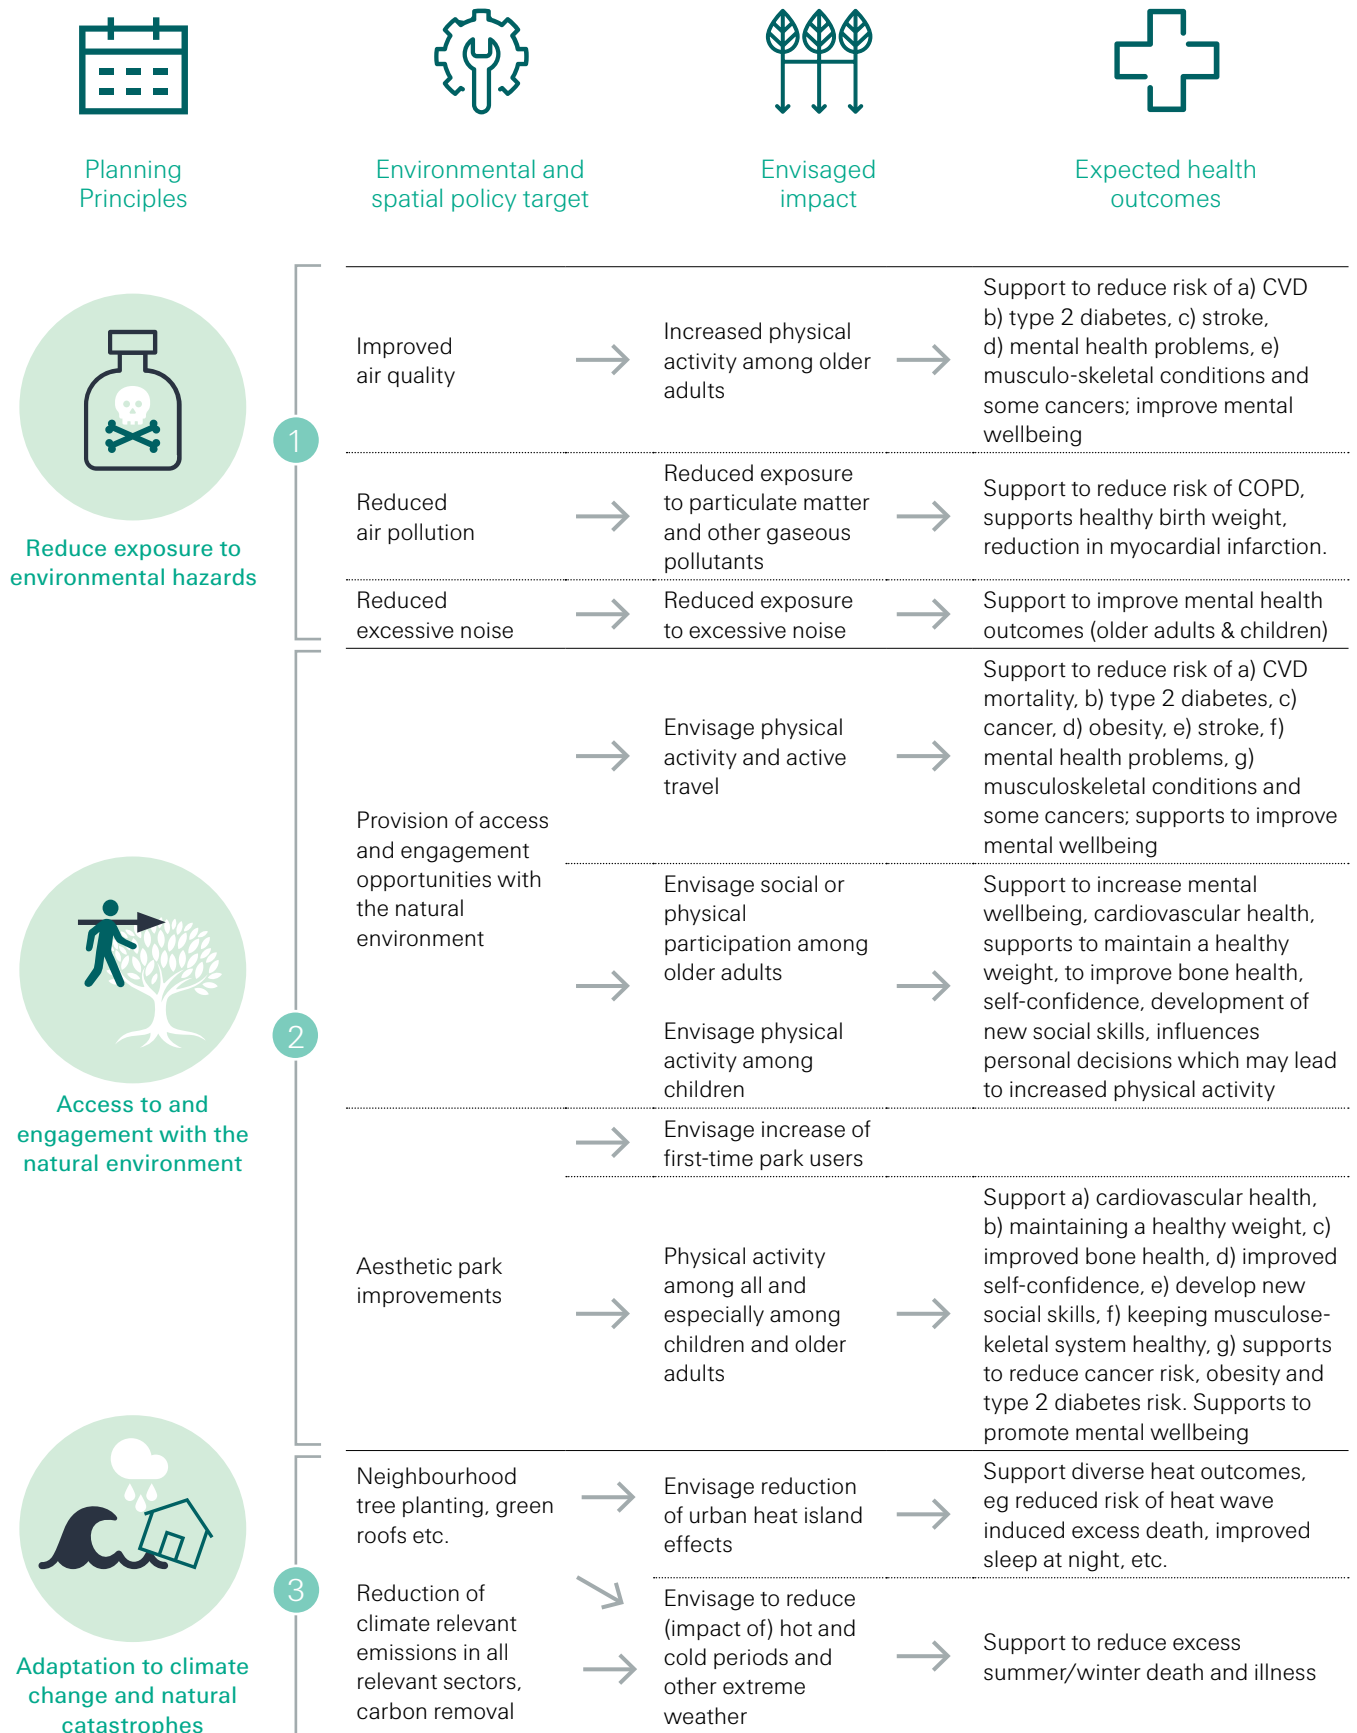 Planning
Principles
Environmental and
spatial policy target
Envisaged
impact
Expected health
outcomes
Reduce exposure to
environmental hazards
1
Improved
air quality
Increased physical
activity among older
adults
Support to reduce risk of a) CVD
b) type 2 diabetes, c) stroke,
d) mental health problems, e)
musculo-skeletal conditions and
some cancers; improve mental
wellbeing
Reduced
air pollution
Reduced exposure
to particulate matter
and other gaseous
pollutants
Support to reduce risk of COPD,
supports healthy birth weight,
reduction in myocardial infarction.
Reduced
excessive noise
Reduced exposure
to excessive noise
Support to improve mental health
outcomes (older adults & children)
Access to and
engagement with the
natural environment
2
Provision of access
and engagement
opportunities with
the natural
environment
Envisage physical
activity and active
travel
Support to reduce risk of a) CVD
mortality, b) type 2 diabetes, c)
cancer, d) obesity, e) stroke, f)
mental health problems, g)
musculoskeletal conditions and
some cancers; supports to improve
mental wellbeing
Envisage social or
physical
participation among
older adults
Envisage physical
activity among
children
Support to increase mental
wellbeing, cardiovascular health,
supports to maintain a healthy
weight, to improve bone health,
self-confidence, development of
new social skills, influences
personal decisions which may lead
to increased physical activity
Aesthetic park
improvements
Envisage increase of
first-time park users
Physical activity
among all and
especially among
children and older
adults
Support a) cardiovascular health,
b) maintaining a healthy weight, c)
improved bone health, d) improved
self-confidence, e) develop new
social skills, f) keeping musculose-
keletal system healthy, g) supports
to reduce cancer risk, obesity and
type 2 diabetes risk. Supports to
promote mental wellbeing
Adaptation to climate
change and natural
catastrophes
3
Neighbourhood
tree planting, green
roofs etc.
Envisage reduction
of urban heat island
effects
Support diverse heat outcomes,
eg reduced risk of heat wave
induced excess death, improved
sleep at night, etc.
Reduction of
climate relevant
emissions in all
relevant sectors,
carbon removal
Envisage to reduce
(impact of) hot and
cold periods and
other extreme
weather
Support to reduce excess
summer/winter death and illness